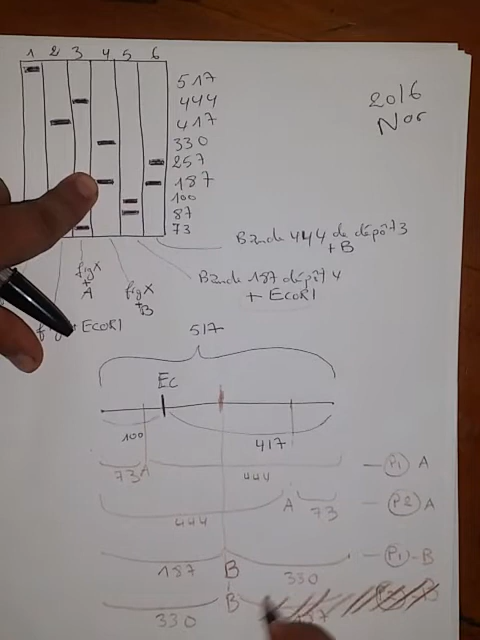 1 2 3 4 5 6
517
444
417
330
257
187
100
87
73
2016
Nor
Bande 444 de dépôt 3
+ B
Bande 187 dépôt 4
+ EcoR1
fig X
+
A
fig X
+
B
+ EcoR1
517
Ec
100
417
73 A 444 P1 A
444 A 73 P2 A
187 B 330 P1 - B
330 B